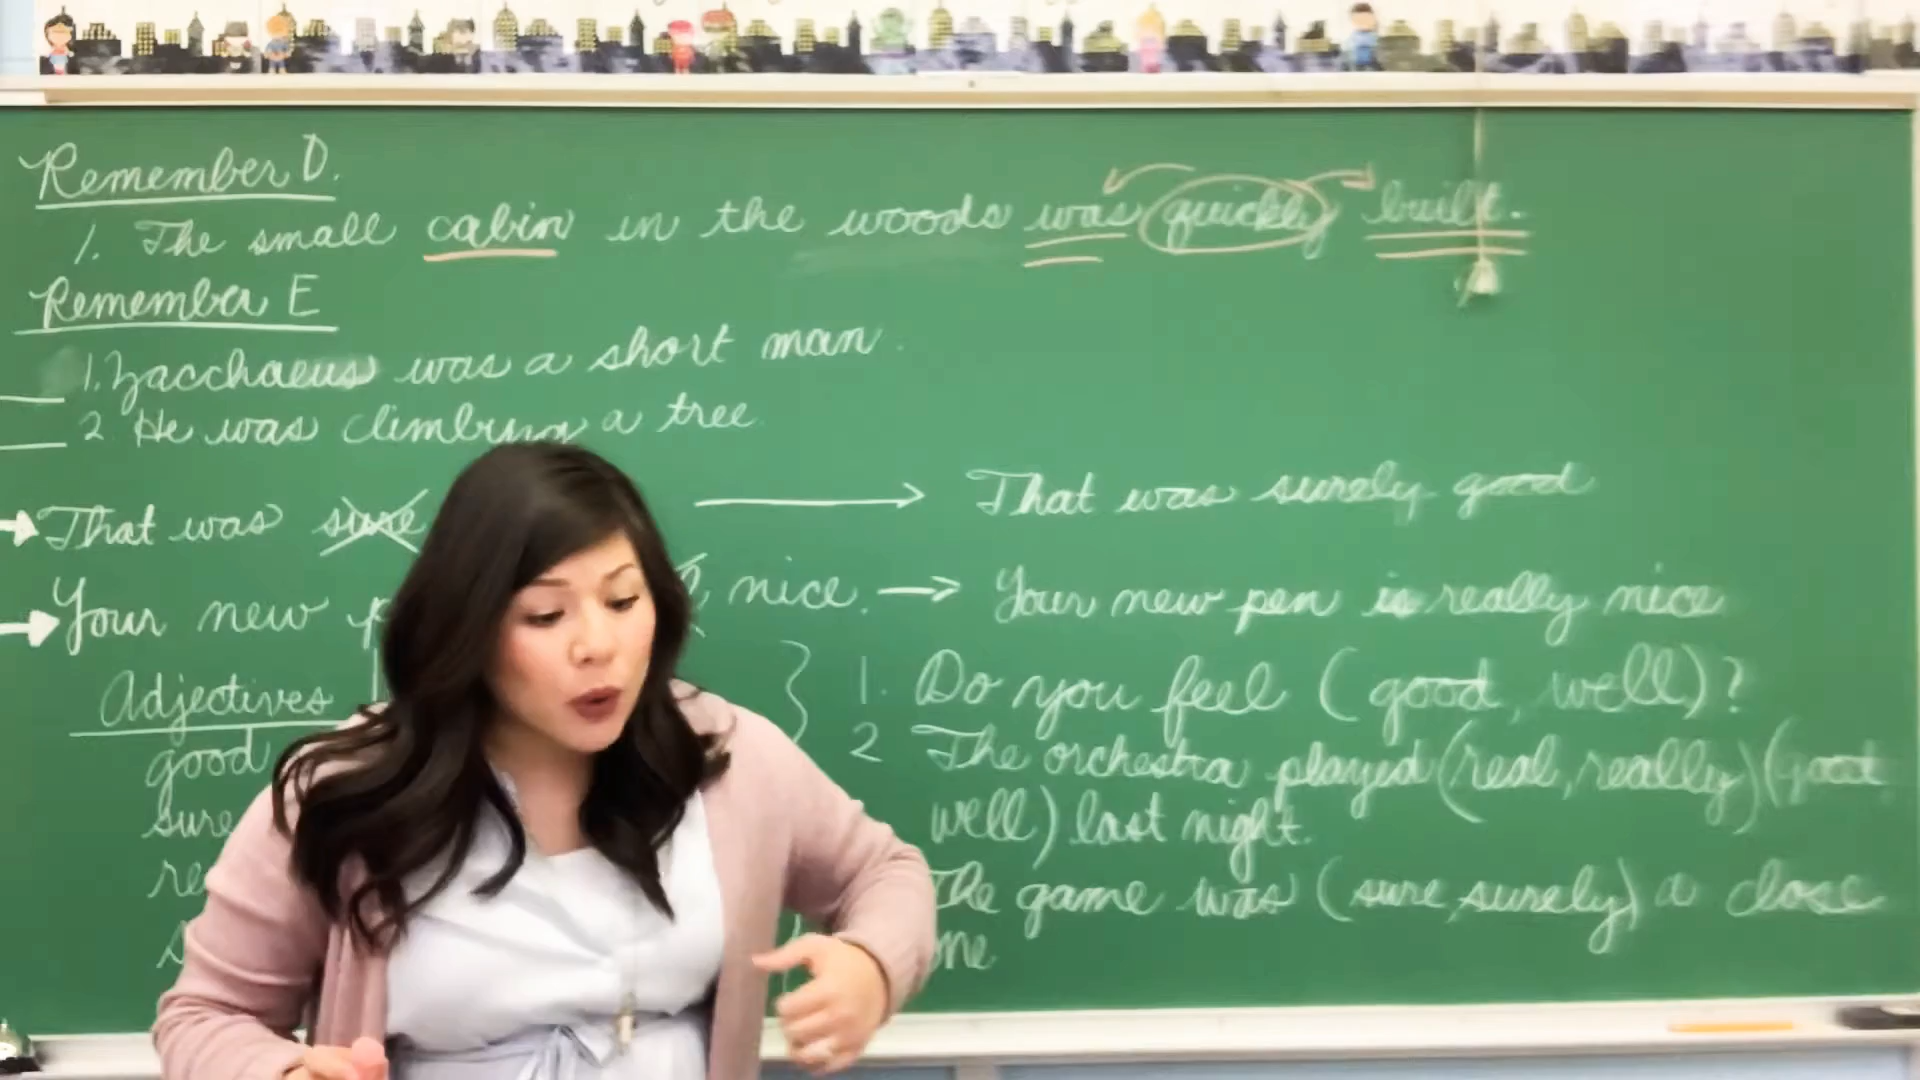 Remember D.
1. The small cabin in the woods was quickly built.
Remember E
1. Zacchaeus was a short man.
2. He was climbing a tree.
That was sure
That was surely good
Your new
nice.
Your new pen is really nice
Adjectives
good
sure
1. Do you feel (good, well)?
2 The orchestra played (real, really) (good
well) last night.
The game was (sure, surely) a close
one